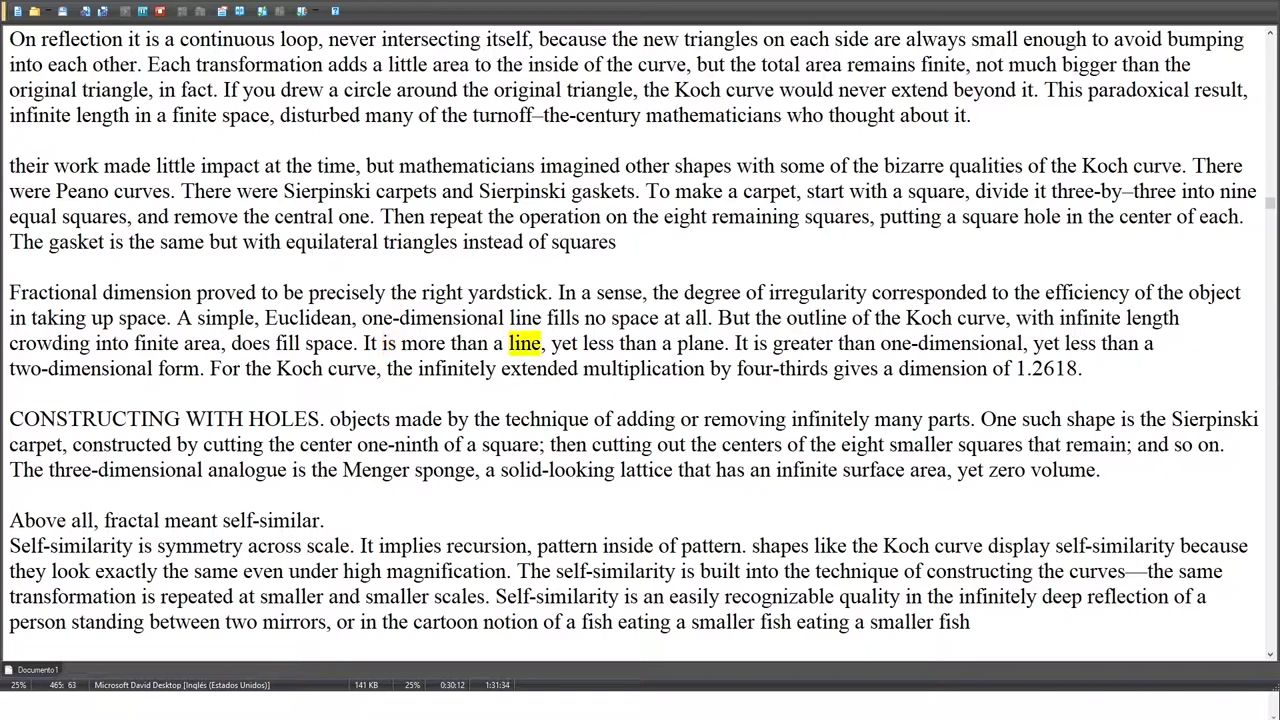 On reflection it is a continuous loop, never intersecting itself, because the new triangles on each side are always small enough to avoid bumping
into each other. Each transformation adds a little area to the inside of the curve, but the total area remains finite, not much bigger than the
original triangle, in fact. If you drew a circle around the original triangle, the Koch curve would never extend beyond it. This paradoxical result,
infinite length in a finite space, disturbed many of the turnoff–the-century mathematicians who thought about it.
their work made little impact at the time, but mathematicians imagined other shapes with some of the bizarre qualities of the Koch curve. There
were Peano curves. There were Sierpinski carpets and Sierpinski gaskets. To make a carpet, start with a square, divide it three-by–three into nine
equal squares, and remove the central one. Then repeat the operation on the eight remaining squares, putting a square hole in the center of each.
The gasket is the same but with equilateral triangles instead of squares
Fractional dimension proved to be precisely the right yardstick. In a sense, the degree of irregularity corresponded to the efficiency of the object
in taking up space. A simple, Euclidean, one-dimensional line fills no space at all. But the outline of the Koch curve, with infinite length
crowding into finite area, does fill space. It is more than a line, yet less than a plane. It is greater than one-dimensional, yet less than a
two-dimensional form. For the Koch curve, the infinitely extended multiplication by four-thirds gives a dimension of 1.2618.
CONSTRUCTING WITH HOLES. objects made by the technique of adding or removing infinitely many parts. One such shape is the Sierpinski
carpet, constructed by cutting the center one-ninth of a square; then cutting out the centers of the eight smaller squares that remain; and so on.
The three-dimensional analogue is the Menger sponge, a solid-looking lattice that has an infinite surface area, yet zero volume.
Above all, fractal meant self-similar.
Self-similarity is symmetry across scale. It implies recursion, pattern inside of pattern. shapes like the Koch curve display self-similarity because
they look exactly the same even under high magnification. The self-similarity is built into the technique of constructing the curves—the same
transformation is repeated at smaller and smaller scales. Self-similarity is an easily recognizable quality in the infinitely deep reflection of a
person standing between two mirrors, or in the cartoon notion of a fish eating a smaller fish eating a smaller fish
Documento1
25% 465: 63 Microsoft David Desktop [Inglés (Estados Unidos)] 141 KB 25% 0:30:12 1:31:34